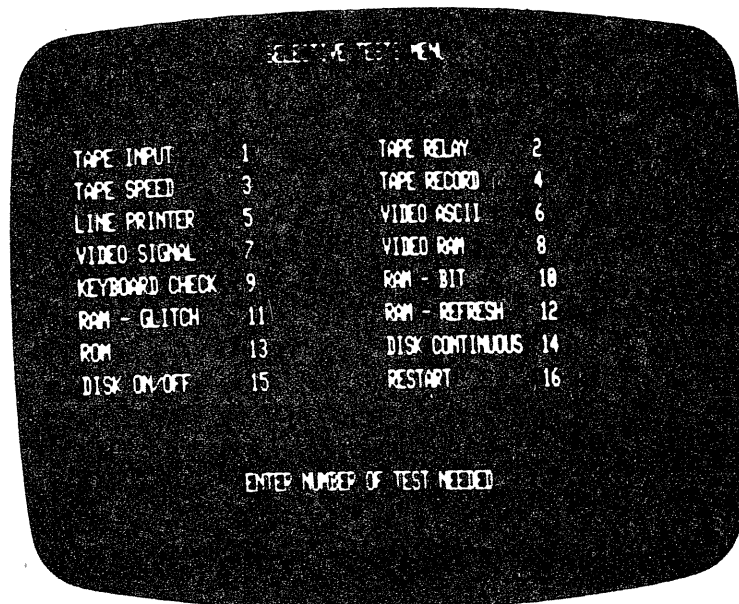 SELECTIVE TESTS MENU
TAPE INPUT 1 TAPE RELAY 2
TAPE SPEED 3 TAPE RECORD 4
LINE PRINTER 5 VIDEO ASCII 6
VIDEO SIGNAL 7 VIDEO RAM 8
KEYBOARD CHECK 9 RAM - BIT 10
RAM - GLITCH 11 RAM - REFRESH 12
ROM 13 DISK CONTINUOUS 14
DISK ON/OFF 15 RESTART 16
ENTER NUMBER OF TEST NEEDED